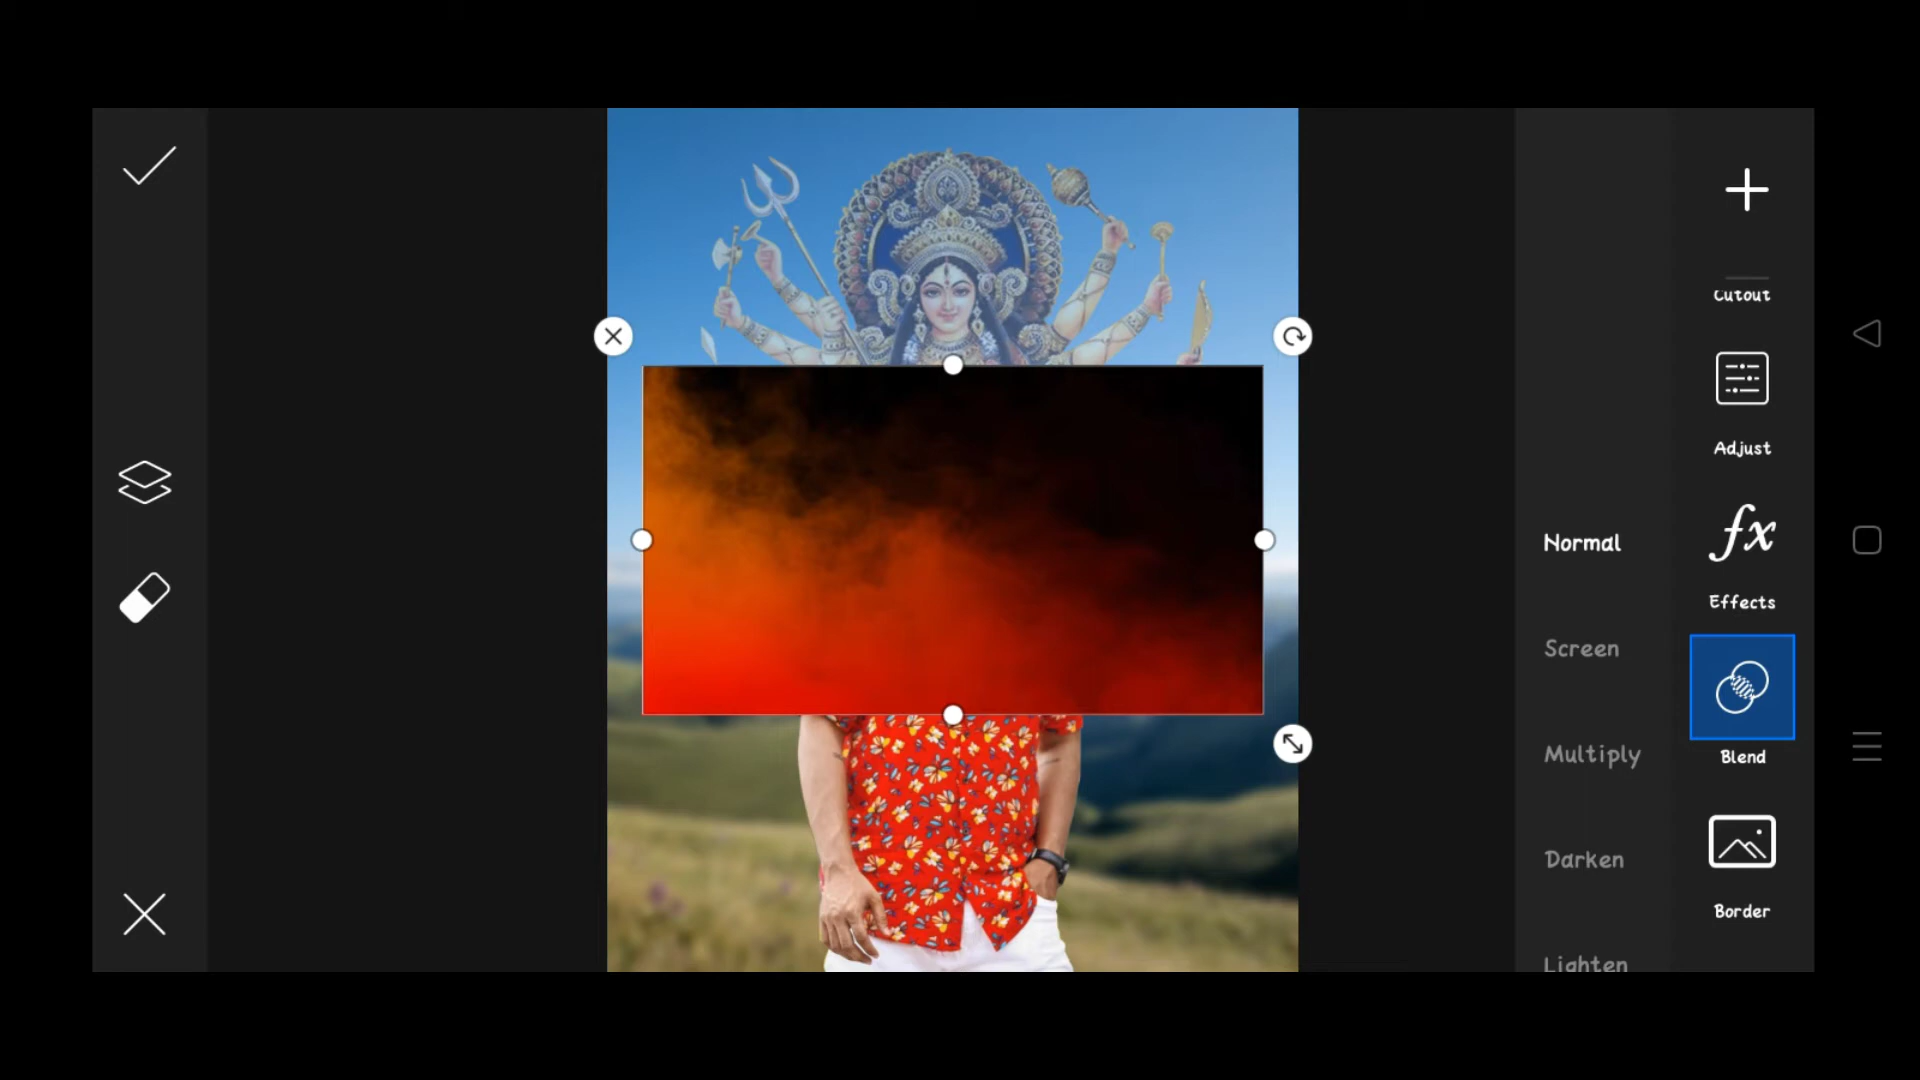 Cutout
Adjust
Effects
Blend
Border
Normal
Screen
Multiply
Darken
Lighten